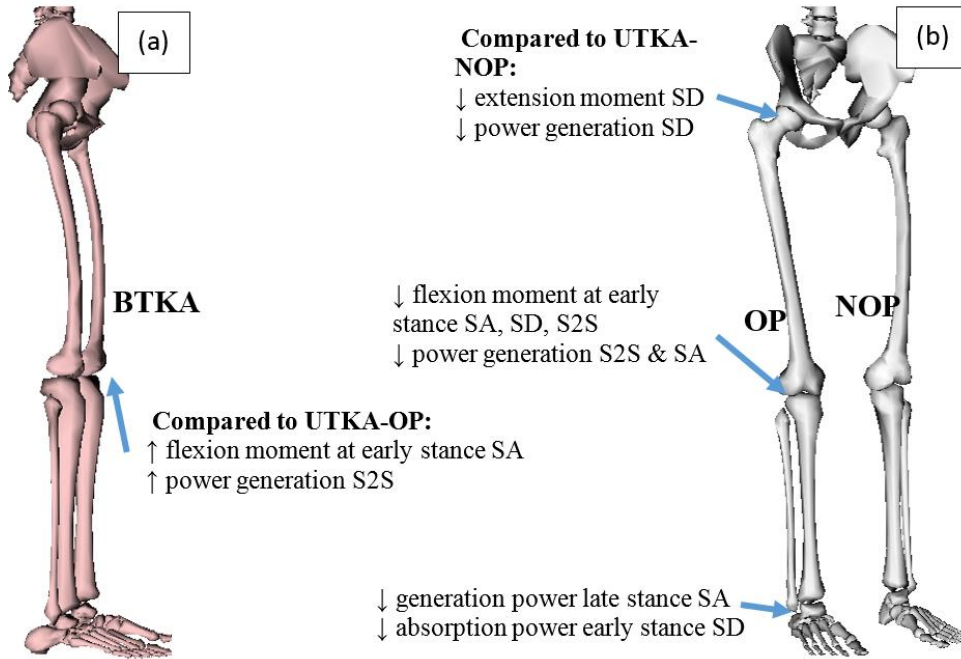 (a)
BTKA
Compared to UTKA-OP:
↑ flexion moment at early stance SA
↑ power generation S2S
(b)
Compared to UTKA-
NOP:
↓ extension moment SD
↓ power generation SD
↓ flexion moment at early
stance SA, SD, S2S
↓ power generation S2S & SA
OP
NOP
↓ generation power late stance SA
↓ absorption power early stance SD